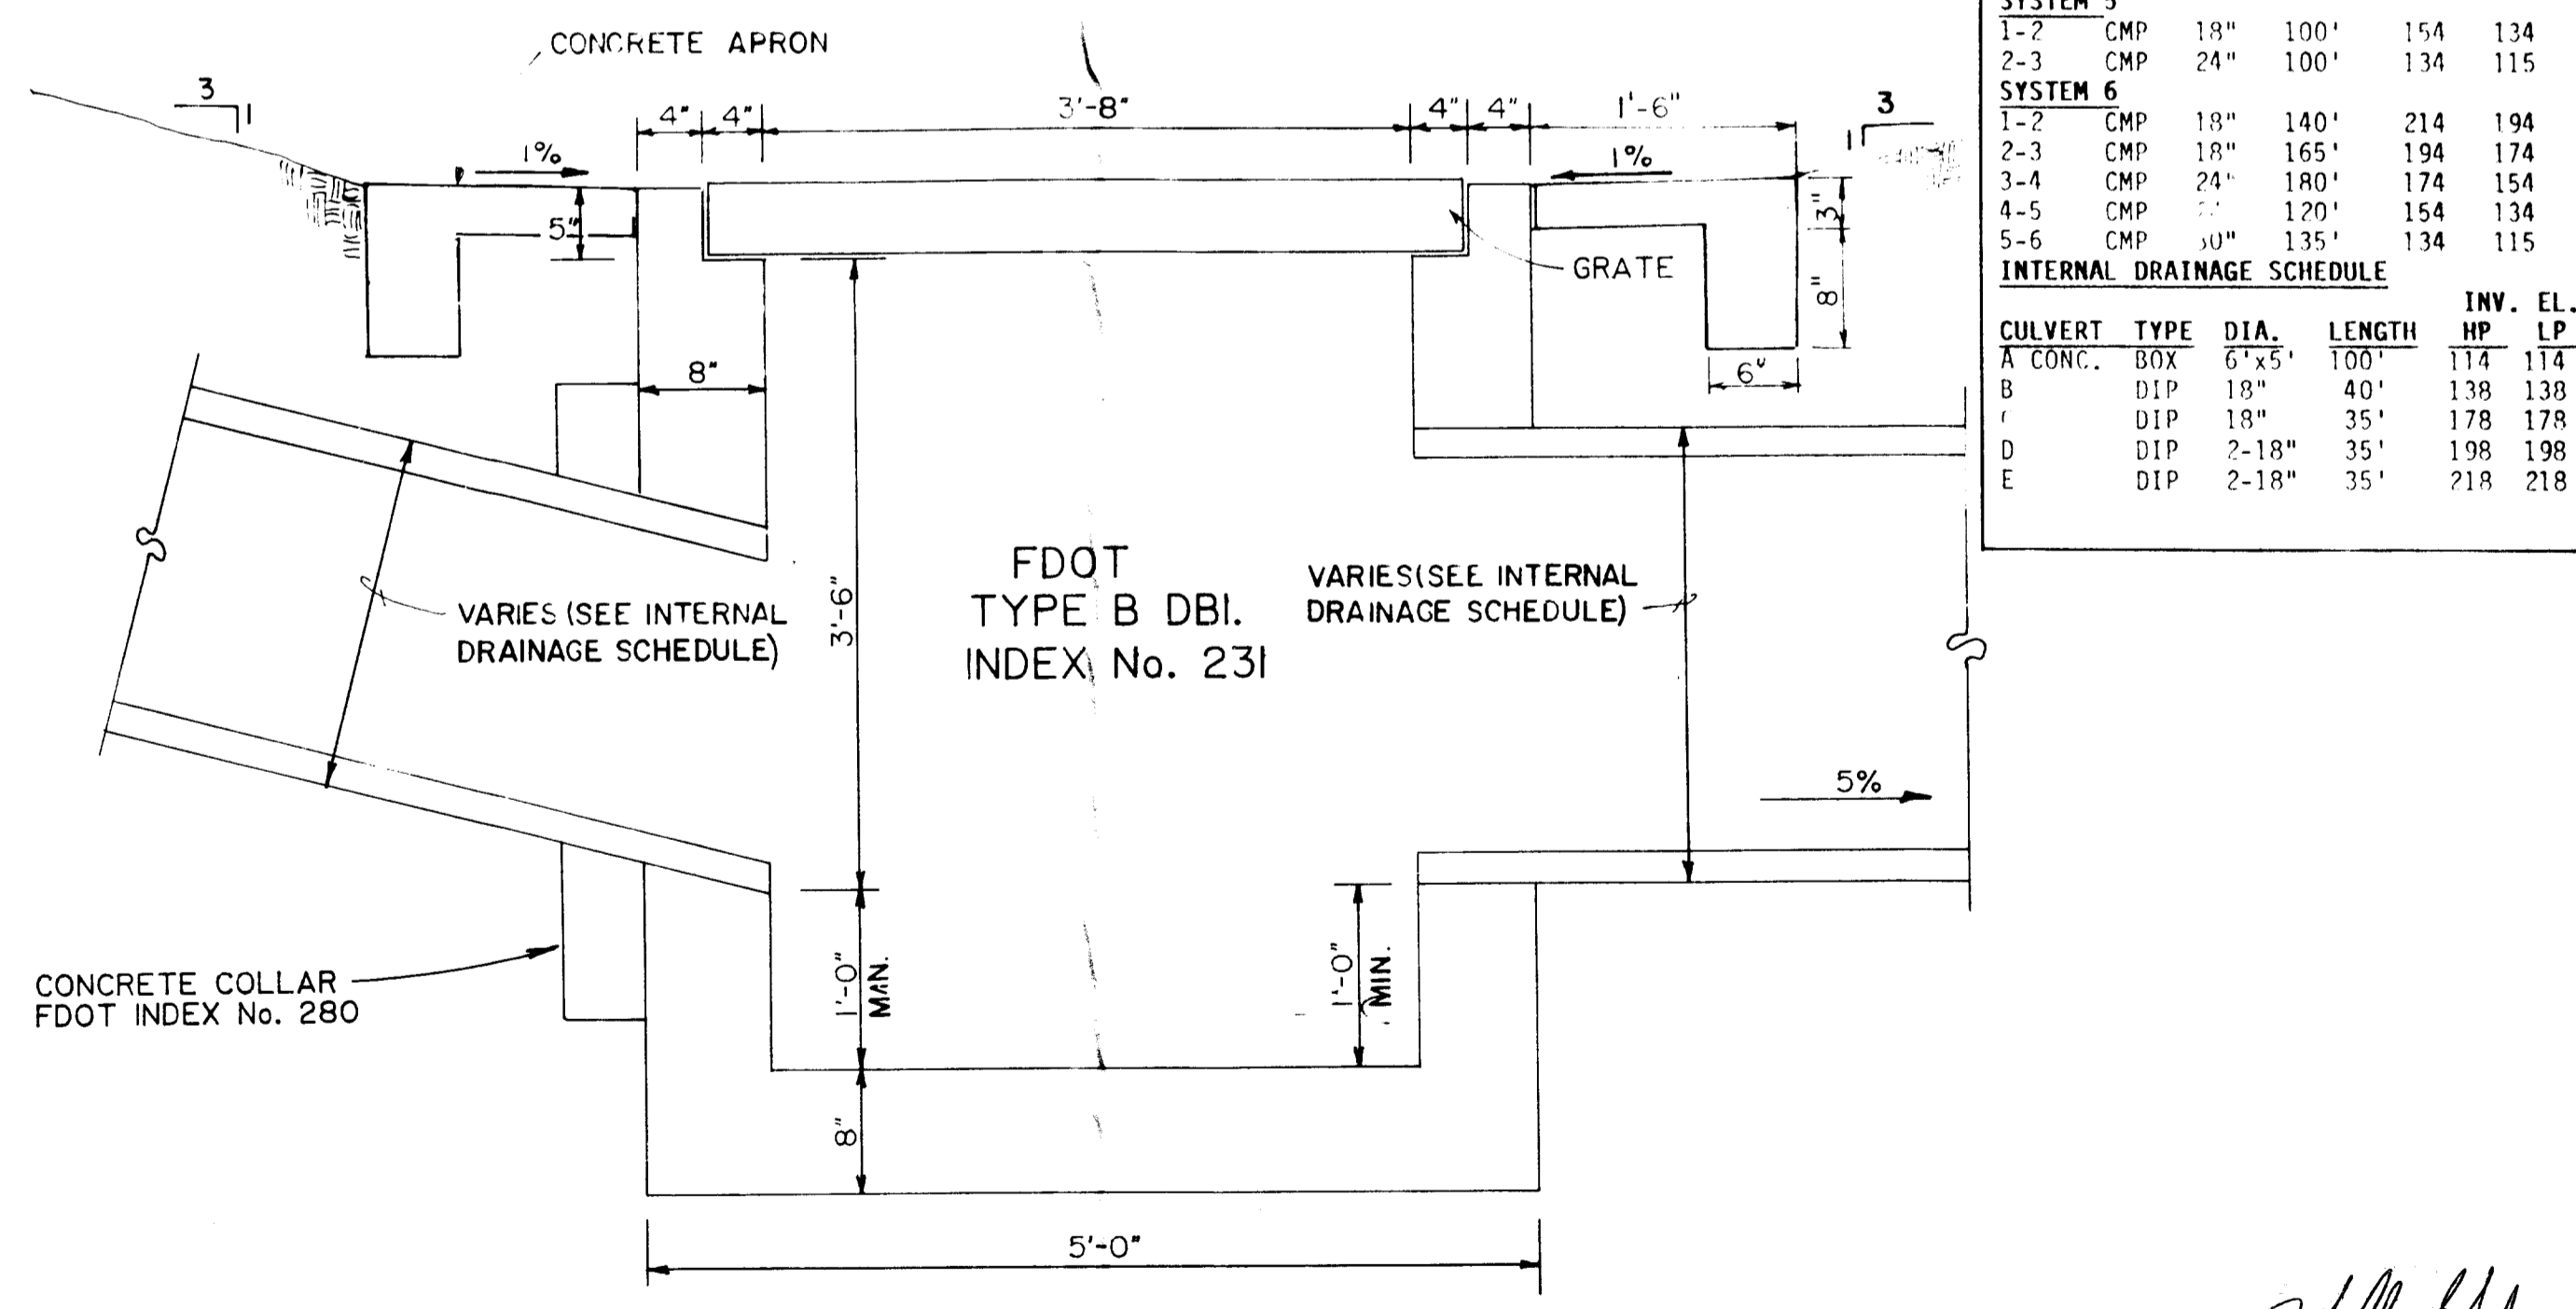 CONCRETE APRON
3
1
1%
4" 4" 3'-8" 4" 4" 1'-6"
3
1
1%
5"
3"
8"
GRATE
8"
6"
VARIES (SEE INTERNAL
DRAINAGE SCHEDULE)
3'-6"
FDOT
TYPE B DBI.
INDEX No. 231
VARIES (SEE INTERNAL
DRAINAGE SCHEDULE)
5%
CONCRETE COLLAR
FDOT INDEX No. 280
1'-0"
MAN.
1'-0"
MIN.
8"
5'-0"
SYSTEM 5
1-2 CMP 18" 100' 154 134
2-3 CMP 24" 100' 134 115
SYSTEM 6
1-2 CMP 18" 140' 214 194
2-3 CMP 18" 165' 194 174
3-4 CMP 24" 180' 174 154
4-5 CMP 120' 154 134
5-6 CMP 30" 135' 134 115
INTERNAL DRAINAGE SCHEDULE
INV. EL.
CULVERT TYPE DIA. LENGTH HP LP
A CONC. BOX 6'x5' 100' 114 114
B DIP 18" 40' 138 138
DIP 18" 35' 178 178
D DIP 2-18" 35' 198 198
E DIP 2-18" 35' 218 218